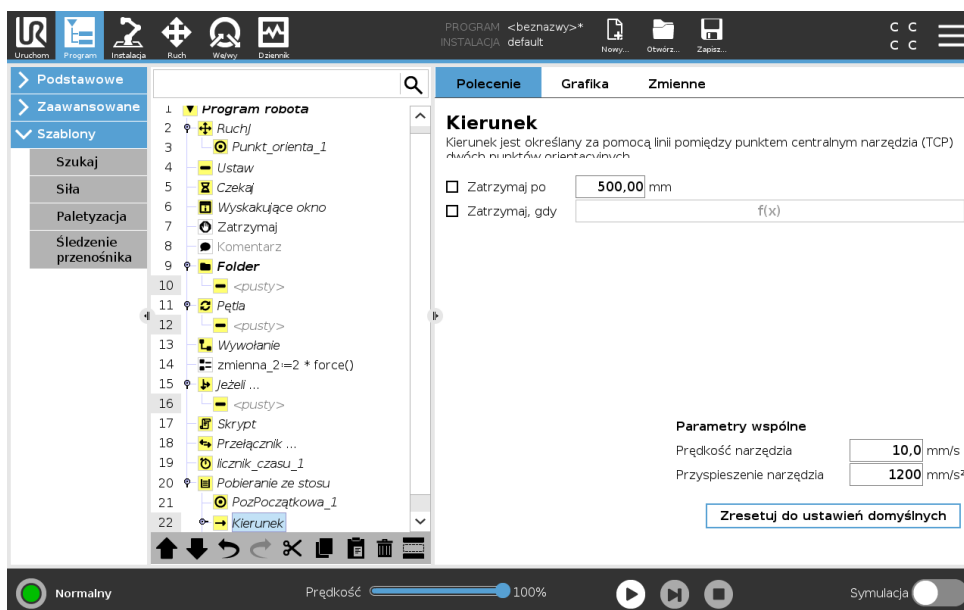 UR
PROGRAM <beznazwy>*
INSTALACJA default
C C
C C
Uruchom Program Instalacja Ruch We/wy Dziennik Nowy... Otwórz... Zapisz...
Podstawowe
Zaawansowane
Szablony
Szukaj
Siła
Paletyzacja
Śledzenie
przenośnika
1 Program robota
2 RuchJ
3 Punkt_orienta_1
4 Ustaw
5 Czekaj
6 Wyskakujące okno
7 Zatrzymaj
8 Komentarz
9 Folder
10 <pusty>
11 Pętla
12 <pusty>
13 Wywołanie
14 zmienna_2:=2 * force()
15 Jeżeli ...
16 <pusty>
17 Skrypt
18 Przełącznik ...
19 licznik_czasu_1
20 Pobieranie ze stosu
21 PozPoczątkowa_1
22 Kierunek
Polecenie Grafika Zmienne
Kierunek
Kierunek jest określany za pomocą linii pomiędzy punktem centralnym narzędzia (TCP)
dwóch punktów orientacyjnych
Zatrzymaj po 500,00 mm
Zatrzymaj, gdy f(x)
Parametry wspólne
Prędkość narzędzia 10,0 mm/s
Przyspieszenie narzędzia 1200 mm/s²
Zresetuj do ustawień domyślnych
Normalny Prędkość 100% Symulacja